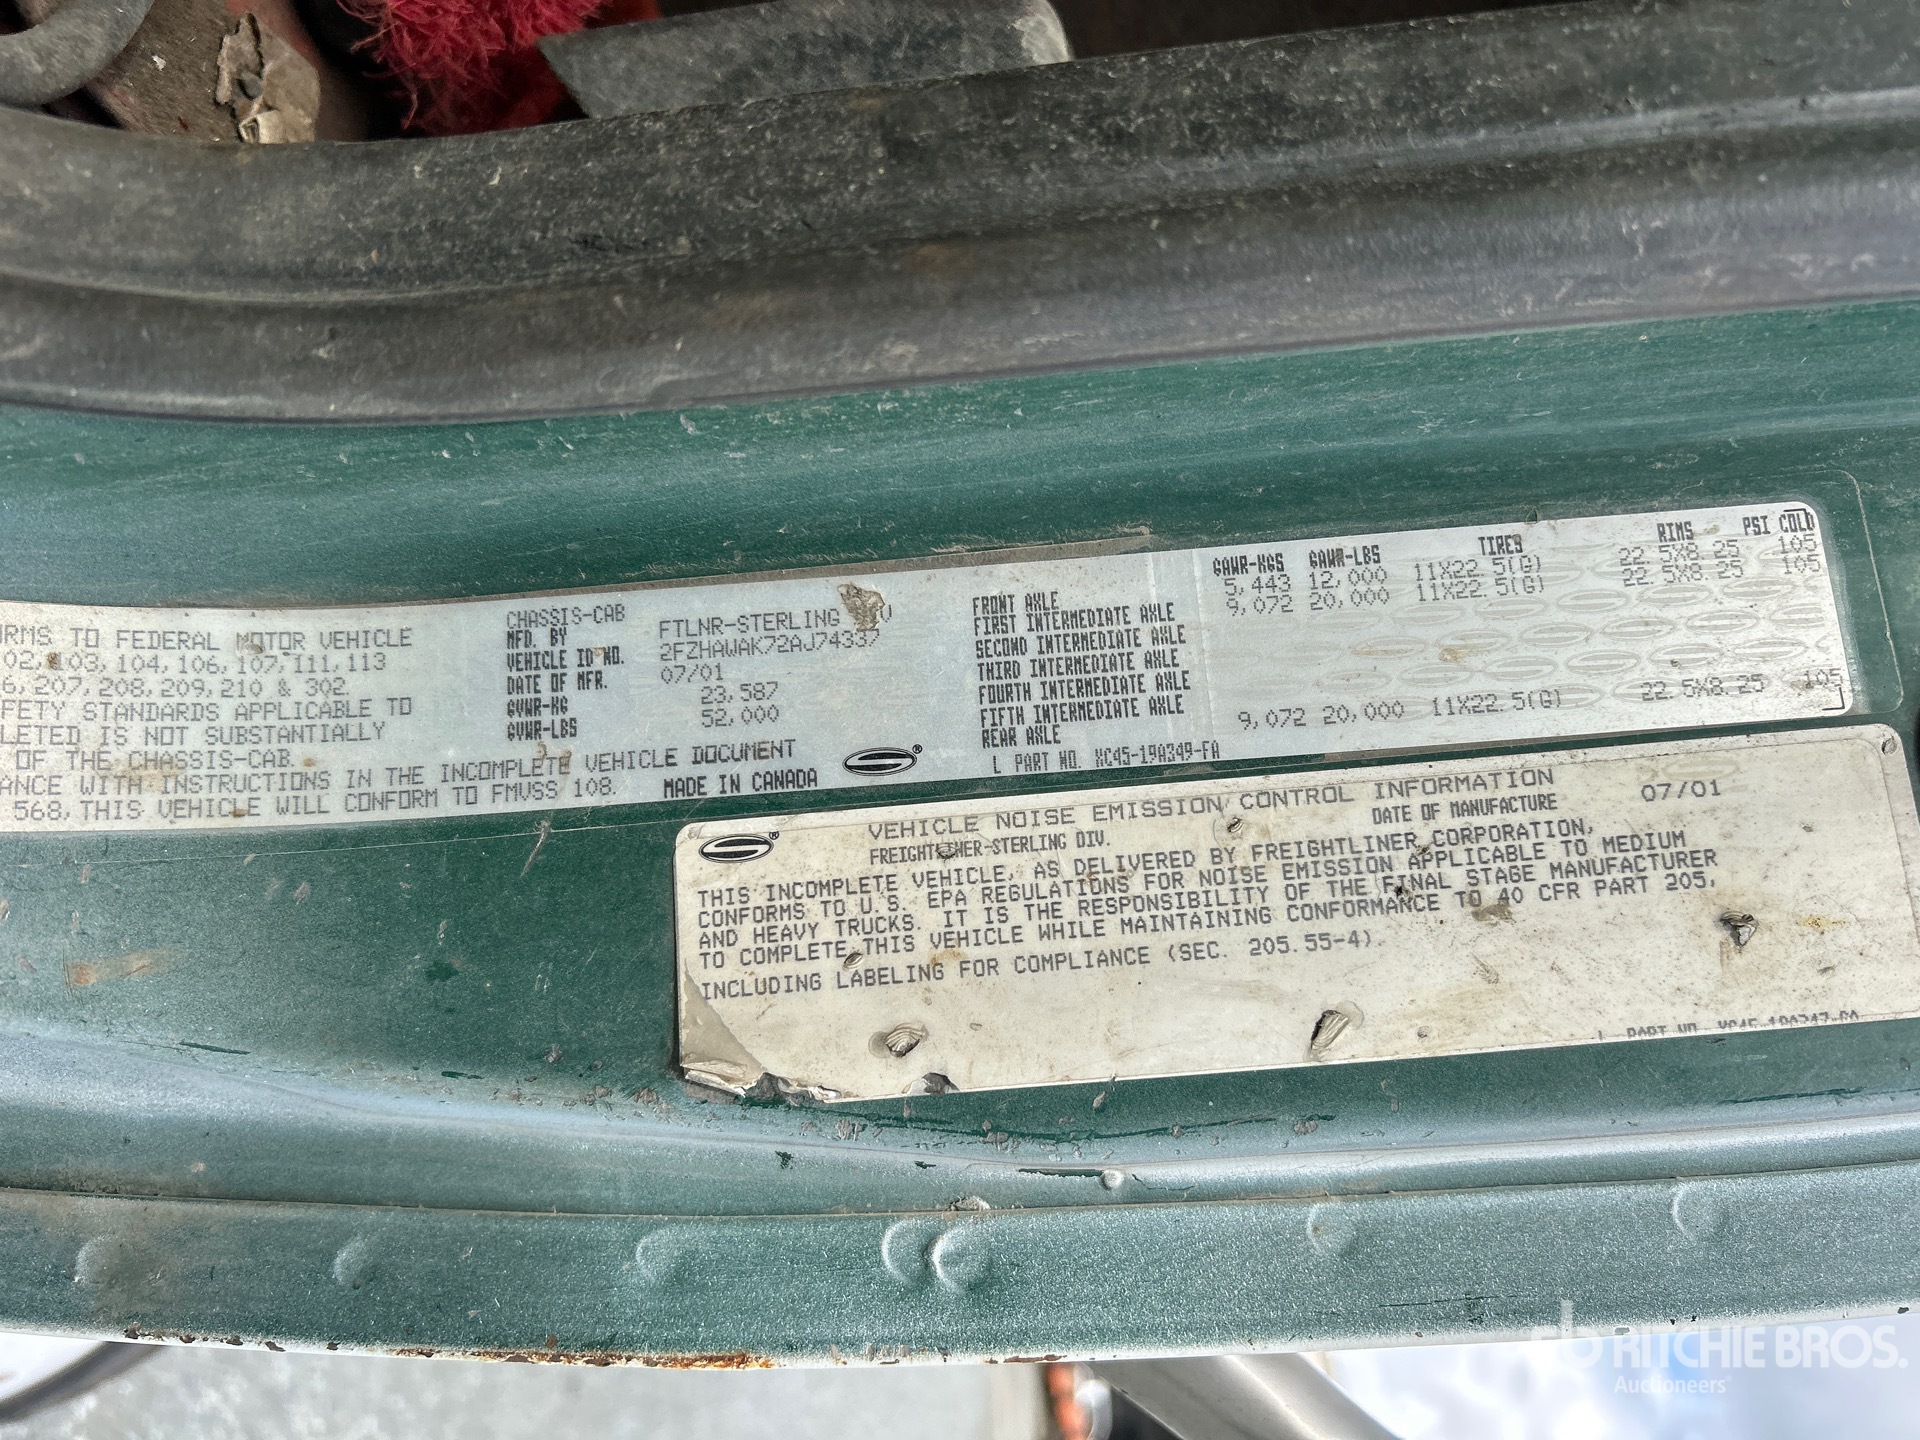 RMS TO FEDERAL MOTOR VEHICLE
02, 103, 104, 106, 107, 111, 113
6, 207, 208, 209, 210 & 302
FETY STANDARDS APPLICABLE TO
LETED IS NOT SUBSTANTIALLY
OF THE CHASSIS-CAB.
ANCE WITH INSTRUCTIONS IN THE INCOMPLETE VEHICLE DOCUMENT
568, THIS VEHICLE WILL CONFORM TO FMVSS 108. MADE IN CANADA
CHASSIS-CAB
MFD. BY FTLNR-STERLING
VEHICLE ID NO. 2FZHAWAK72AJ74337
DATE OF MFR. 07/01
GVWR-KG 23,587
GVWR-LBS 52,000
GAWR-KGS GAWR-LBS TIRES RIMS PSI COLD
FRONT AXLE 5,443 12,000 11X22.5(G) 22.5X8.25 105
FIRST INTERMEDIATE AXLE 9,072 20,000 11X22.5(G) 22.5X8.25 105
SECOND INTERMEDIATE AXLE
THIRD INTERMEDIATE AXLE
FOURTH INTERMEDIATE AXLE
FIFTH INTERMEDIATE AXLE
REAR AXLE 9,072 20,000 11X22.5(G) 22.5X8.25 105
L PART NO. XC45-19A349-FA
VEHICLE NOISE EMISSION CONTROL INFORMATION
FREIGHTLINER-STERLING DIV. DATE OF MANUFACTURE 07/01
THIS INCOMPLETE VEHICLE, AS DELIVERED BY FREIGHTLINER CORPORATION,
CONFORMS TO U.S. EPA REGULATIONS FOR NOISE EMISSION APPLICABLE TO MEDIUM
AND HEAVY TRUCKS. IT IS THE RESPONSIBILITY OF THE FINAL STAGE MANUFACTURER
TO COMPLETE THIS VEHICLE WHILE MAINTAINING CONFORMANCE TO 40 CFR PART 205,
INCLUDING LABELING FOR COMPLIANCE (SEC. 205.55-4).
L PART NO. XC45-19A347-FA
RITCHIE BROS.
Auctioneers